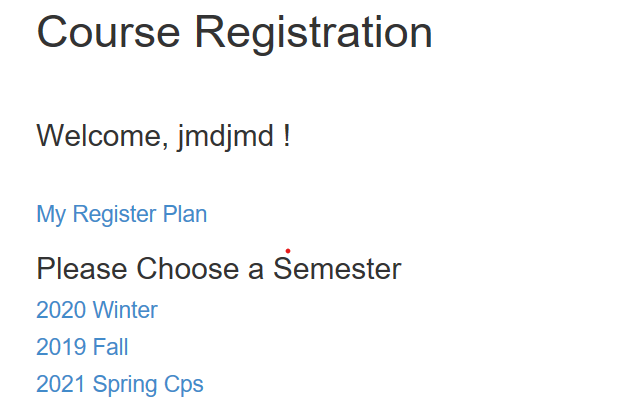 Course Registration
Welcome, jmdjmd !
My Register Plan
Please Choose a Semester
2020 Winter
2019 Fall
2021 Spring Cps